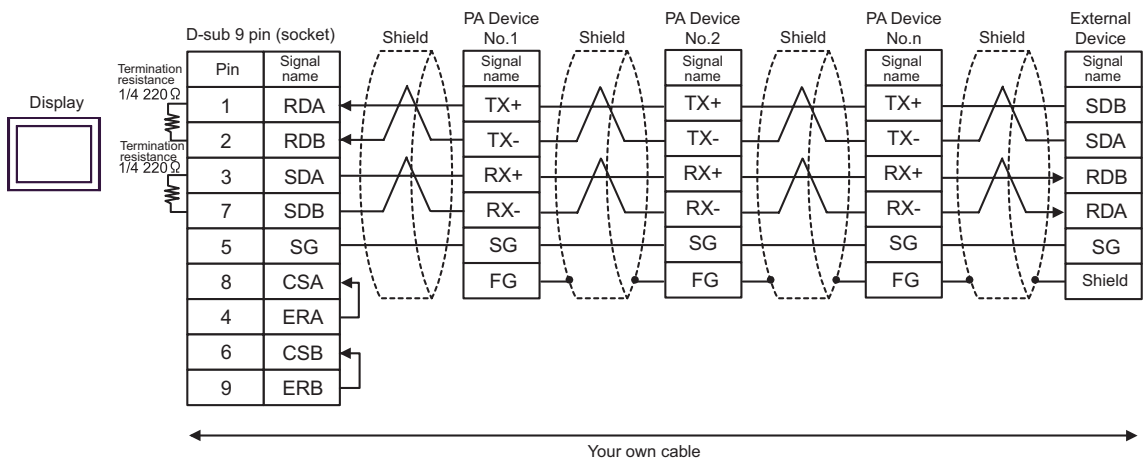 PA Device PA Device PA Device External
D-sub 9 pin (socket) Shield No.1 Shield No.2 Shield No.n Shield Device
Termination resistance 1/4 220 Ω
Pin Signal name Signal name Signal name Signal name Signal name
Display
1 RDA TX+ TX+ TX+ SDB
2 RDB TX- TX- TX- SDA
Termination resistance 1/4 220 Ω
3 SDA RX+ RX+ RX+ RDB
7 SDB RX- RX- RX- RDA
5 SG SG SG SG SG
8 CSA FG FG FG Shield
4 ERA
6 CSB
9 ERB
Your own cable